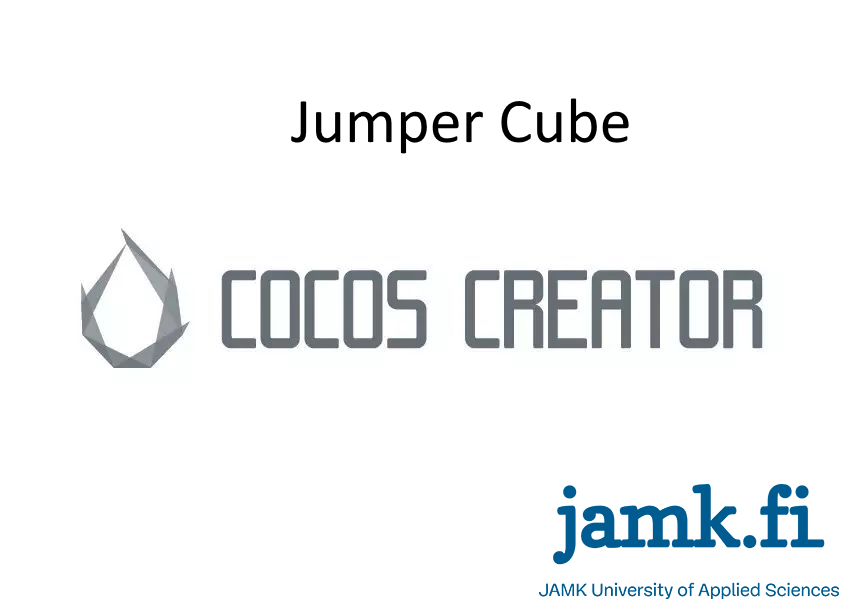 Jumper Cube
COCOS CREATOR
jamk.fi
JAMK University of Applied Sciences